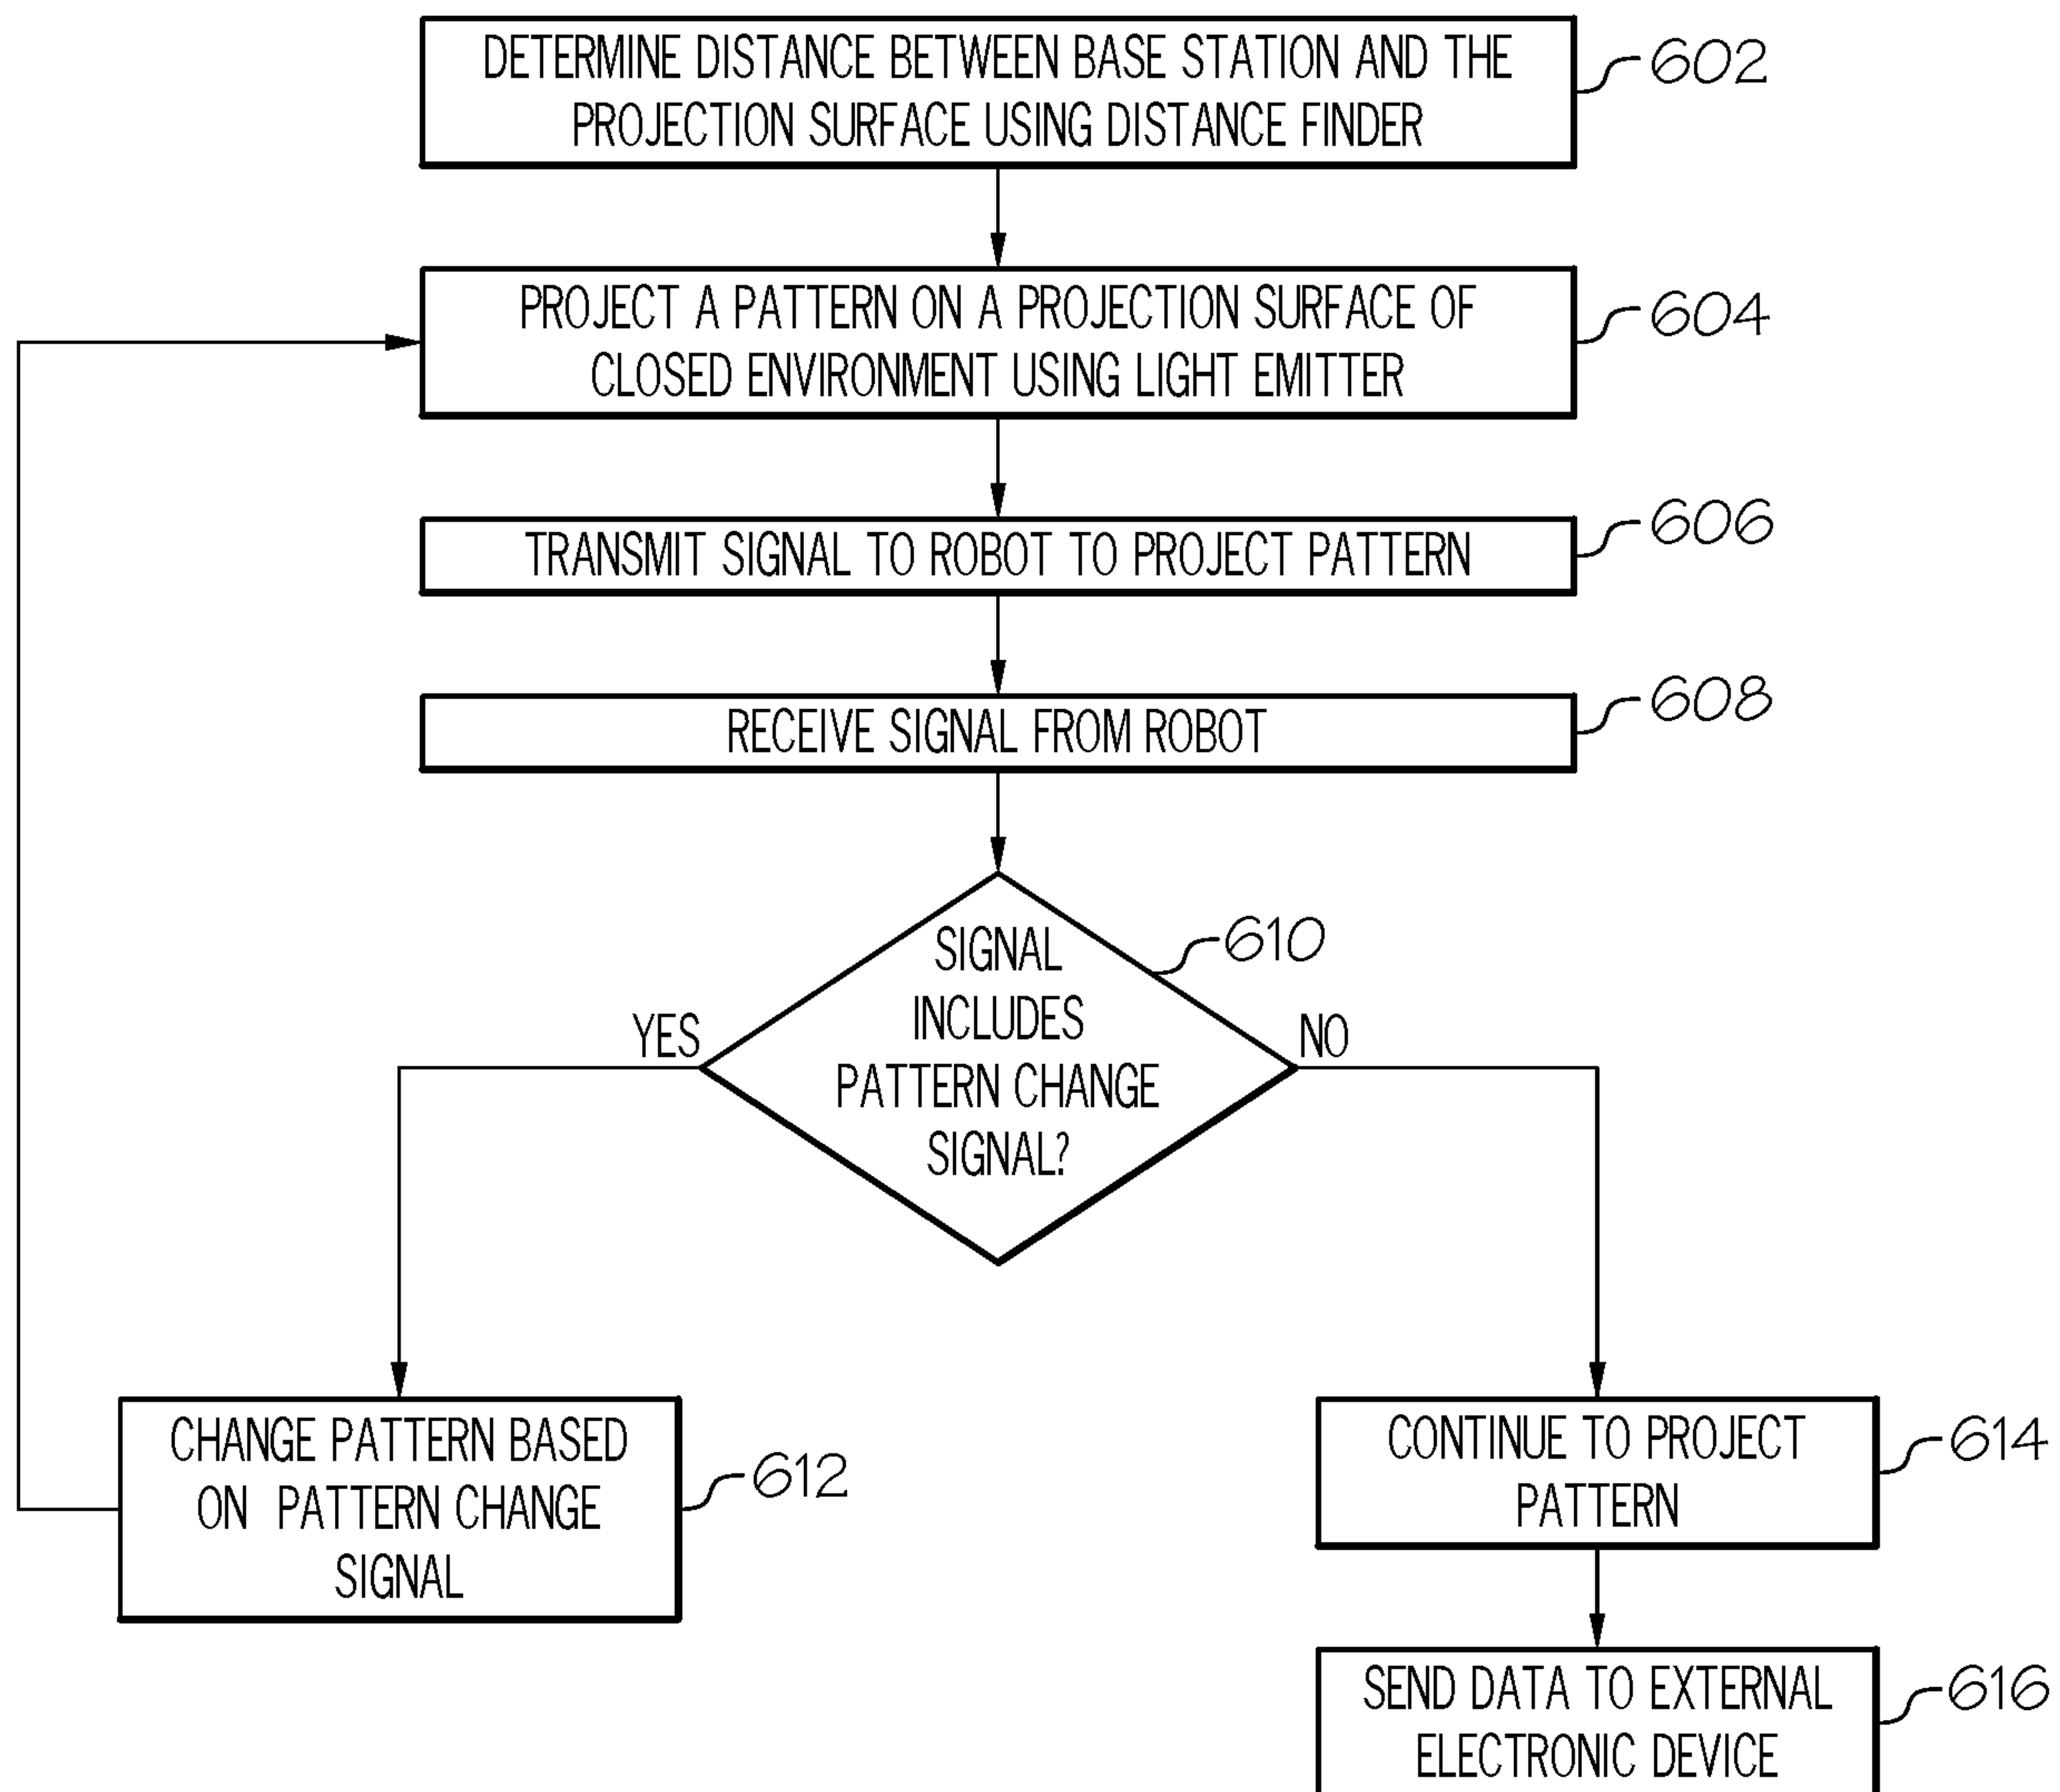 DETERMINE DISTANCE BETWEEN BASE STATION AND THE
PROJECTION SURFACE USING DISTANCE FINDER
602
PROJECT A PATTERN ON A PROJECTION SURFACE OF
CLOSED ENVIRONMENT USING LIGHT EMITTER
604
TRANSMIT SIGNAL TO ROBOT TO PROJECT PATTERN
606
RECEIVE SIGNAL FROM ROBOT
608
SIGNAL
INCLUDES
PATTERN CHANGE
SIGNAL?
610
YES
NO
CHANGE PATTERN BASED
ON PATTERN CHANGE
SIGNAL
612
CONTINUE TO PROJECT
PATTERN
614
SEND DATA TO EXTERNAL
ELECTRONIC DEVICE
616